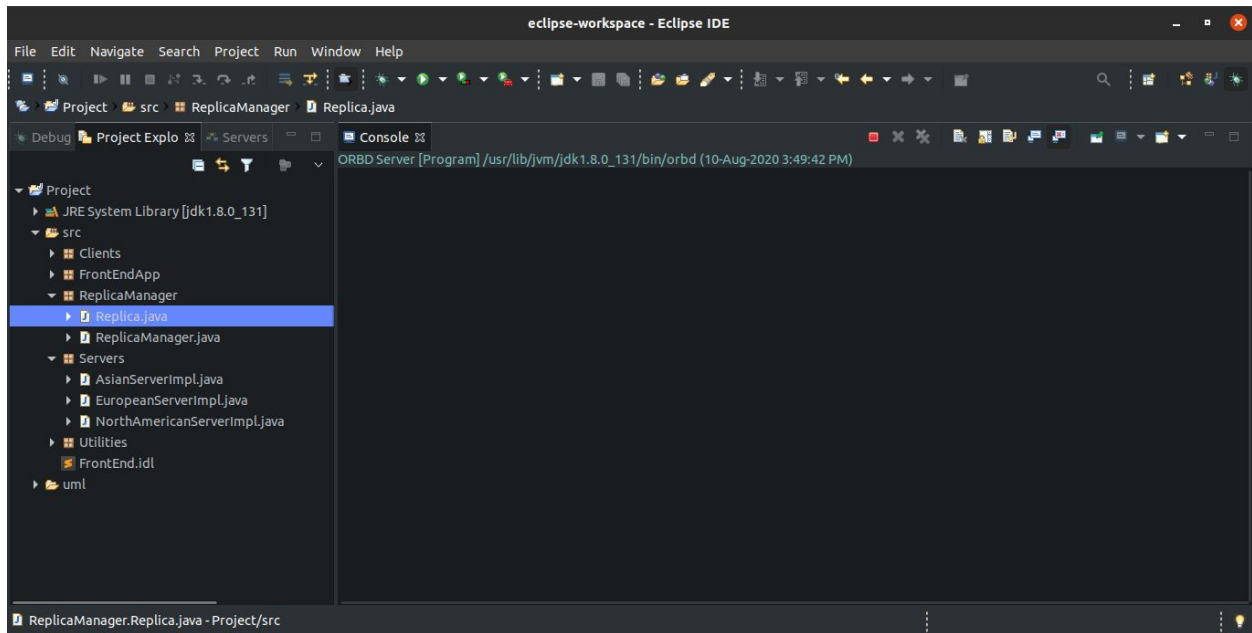 eclipse-workspace - Eclipse IDE
File Edit Navigate Search Project Run Window Help
Project src ReplicaManager Replica.java
Debug Project Explo Servers Console
ORBD Server [Program] /usr/lib/jvm/jdk1.8.0_131/bin/orbd (10-Aug-2020 3:49:42 PM)
Project
JRE System Library [jdk1.8.0_131]
src
Clients
FrontEndApp
ReplicaManager
Replica.java
ReplicaManager.java
Servers
AsianServerImpl.java
EuropeanServerImpl.java
NorthAmericanServerImpl.java
Utilities
FrontEnd.idl
uml
ReplicaManager.Replica.java - Project/src